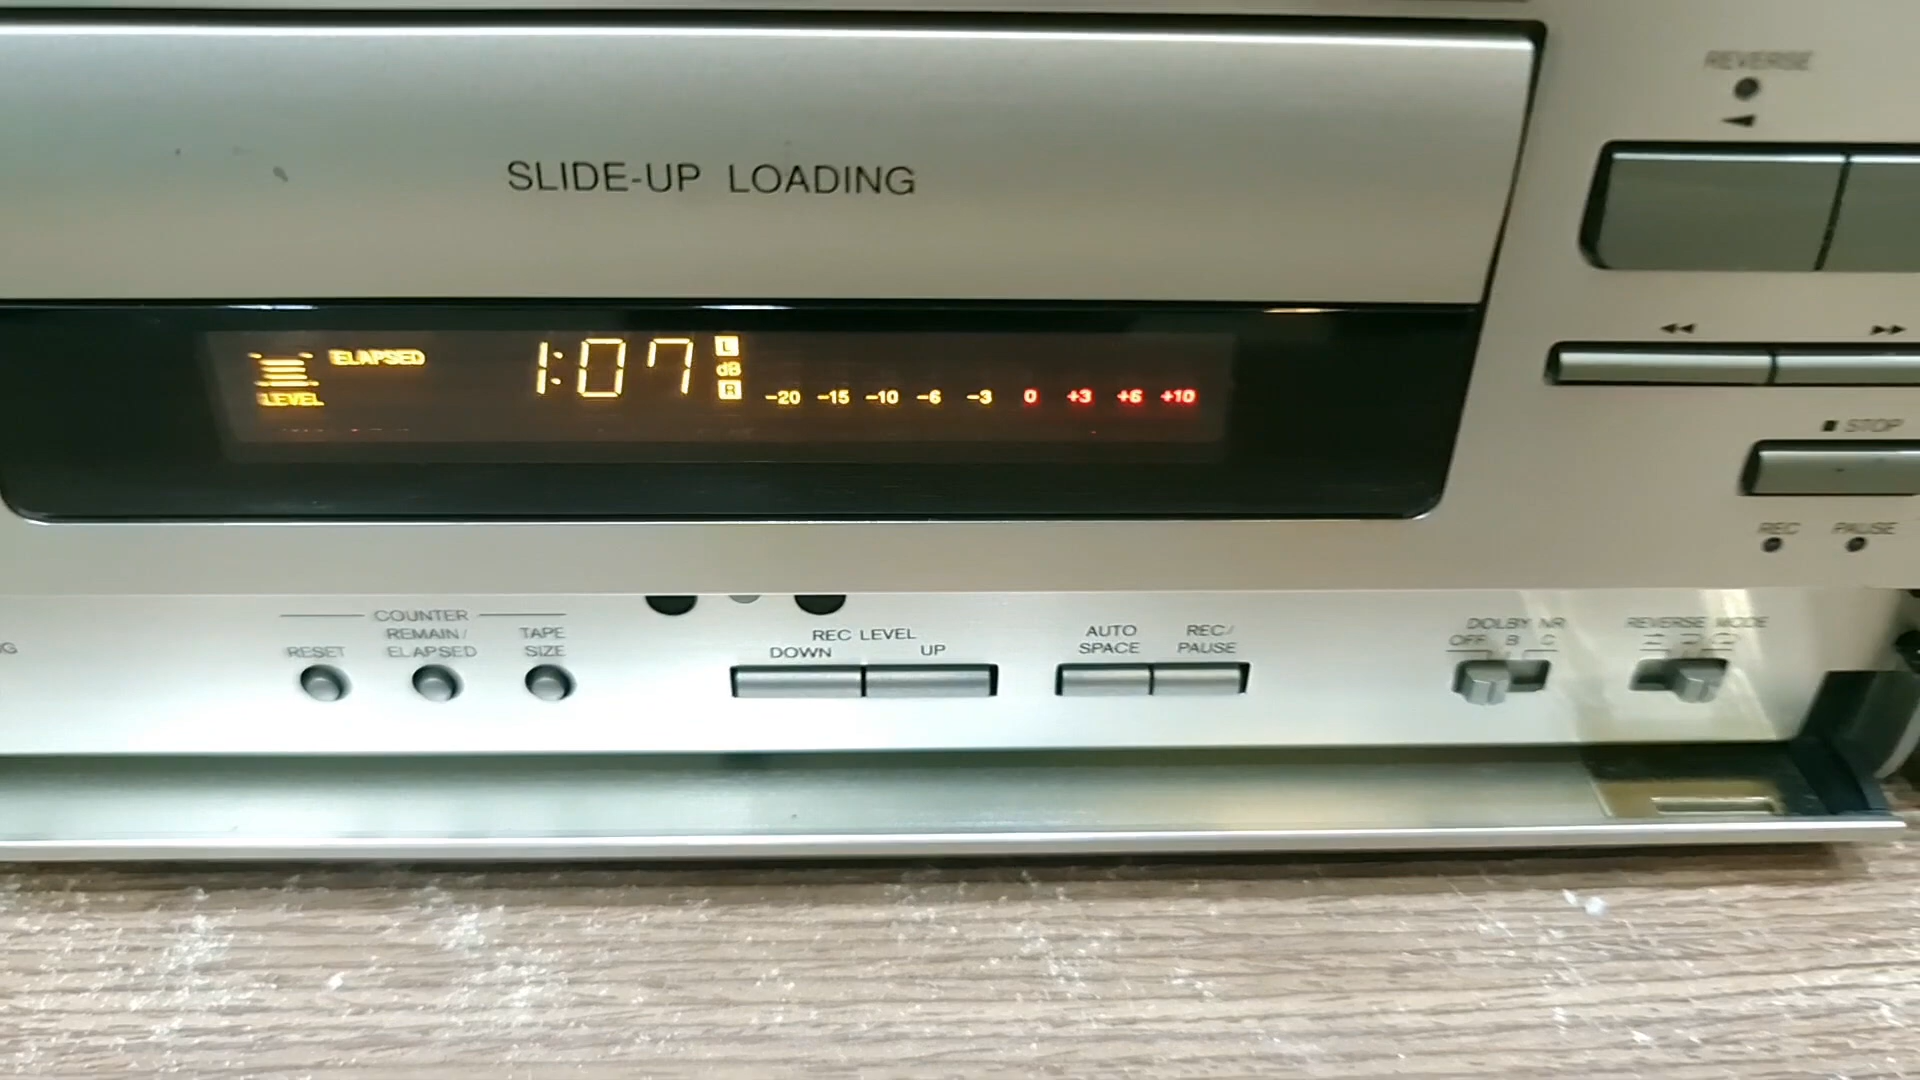 REVERSE
SLIDE-UP LOADING
ELAPSED 1:07 L
dB
LEVEL R -20 -15 -10 -6 -3 0 +3 +6 +10
STOP
REC PAUSE
COUNTER
RESET REMAIN/ELAPSED TAPE SIZE
REC LEVEL
DOWN UP
AUTO SPACE REC/PAUSE
DOLBY NR
OFF B C
REVERSE MODE